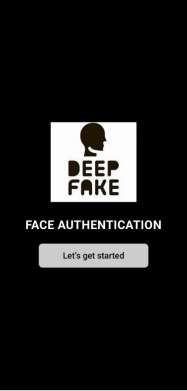 DEEP
FAKE
FACE AUTHENTICATION
Let's get started